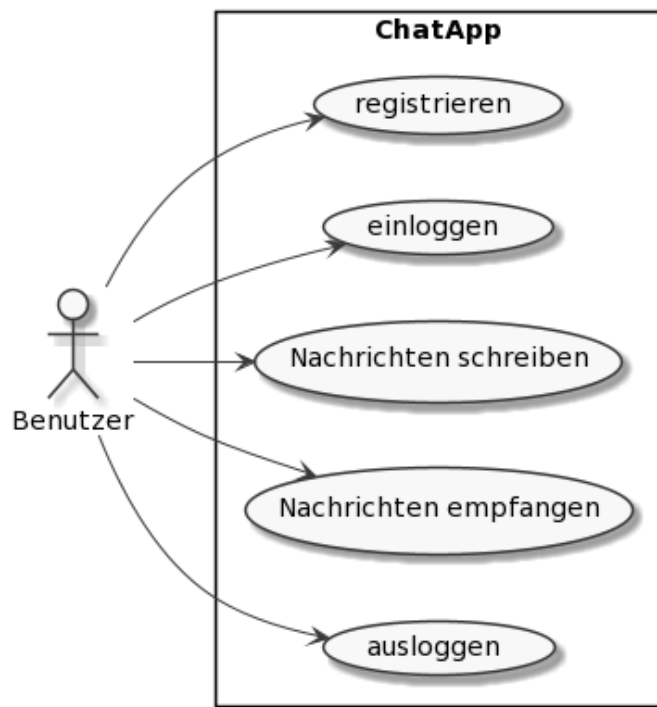 ChatApp
registrieren
einloggen
Nachrichten schreiben
Benutzer
Nachrichten empfangen
ausloggen